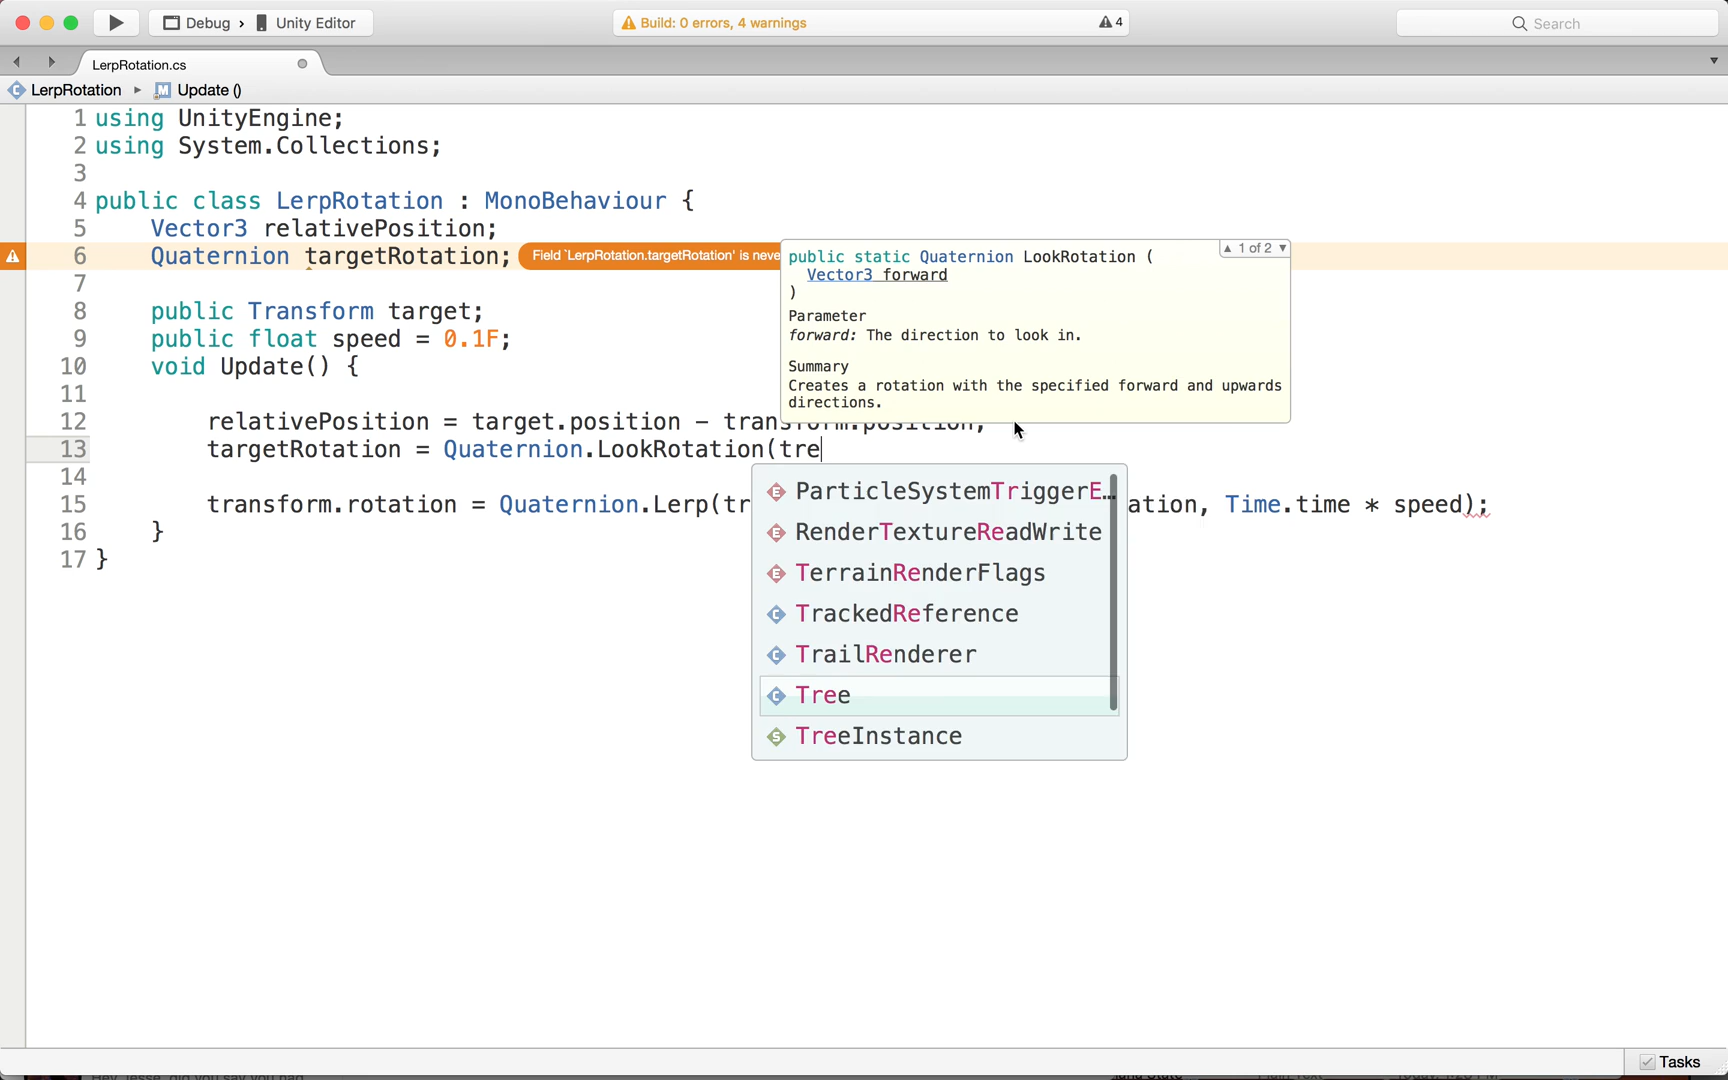 Debug › Unity Editor
Build: 0 errors, 4 warnings
4
Search
LerpRotation.cs
LerpRotation ▸ M Update ()
1 using UnityEngine;
2 using System.Collections;
3
4 public class LerpRotation : MonoBehaviour {
5 Vector3 relativePosition;
6 Quaternion targetRotation; Field `LerpRotation.targetRotation' is neve
7
8 public Transform target;
9 public float speed = 0.1F;
10 void Update() {
11
12 relativePosition = target.position - transform.position;
13 targetRotation = Quaternion.LookRotation(tre
14
15 transform.rotation = Quaternion.Lerp(tr ation, Time.time * speed);
16 }
17 }
▲ 1 of 2 ▼
public static Quaternion LookRotation (
Vector3 forward
)
Parameter
forward: The direction to look in.
Summary
Creates a rotation with the specified forward and upwards
directions.
E ParticleSystemTriggerE…
E RenderTextureReadWrite
E TerrainRenderFlags
C TrackedReference
C TrailRenderer
C Tree
S TreeInstance
Tasks